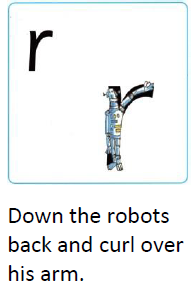 r
Down the robots
back and curl over
his arm.